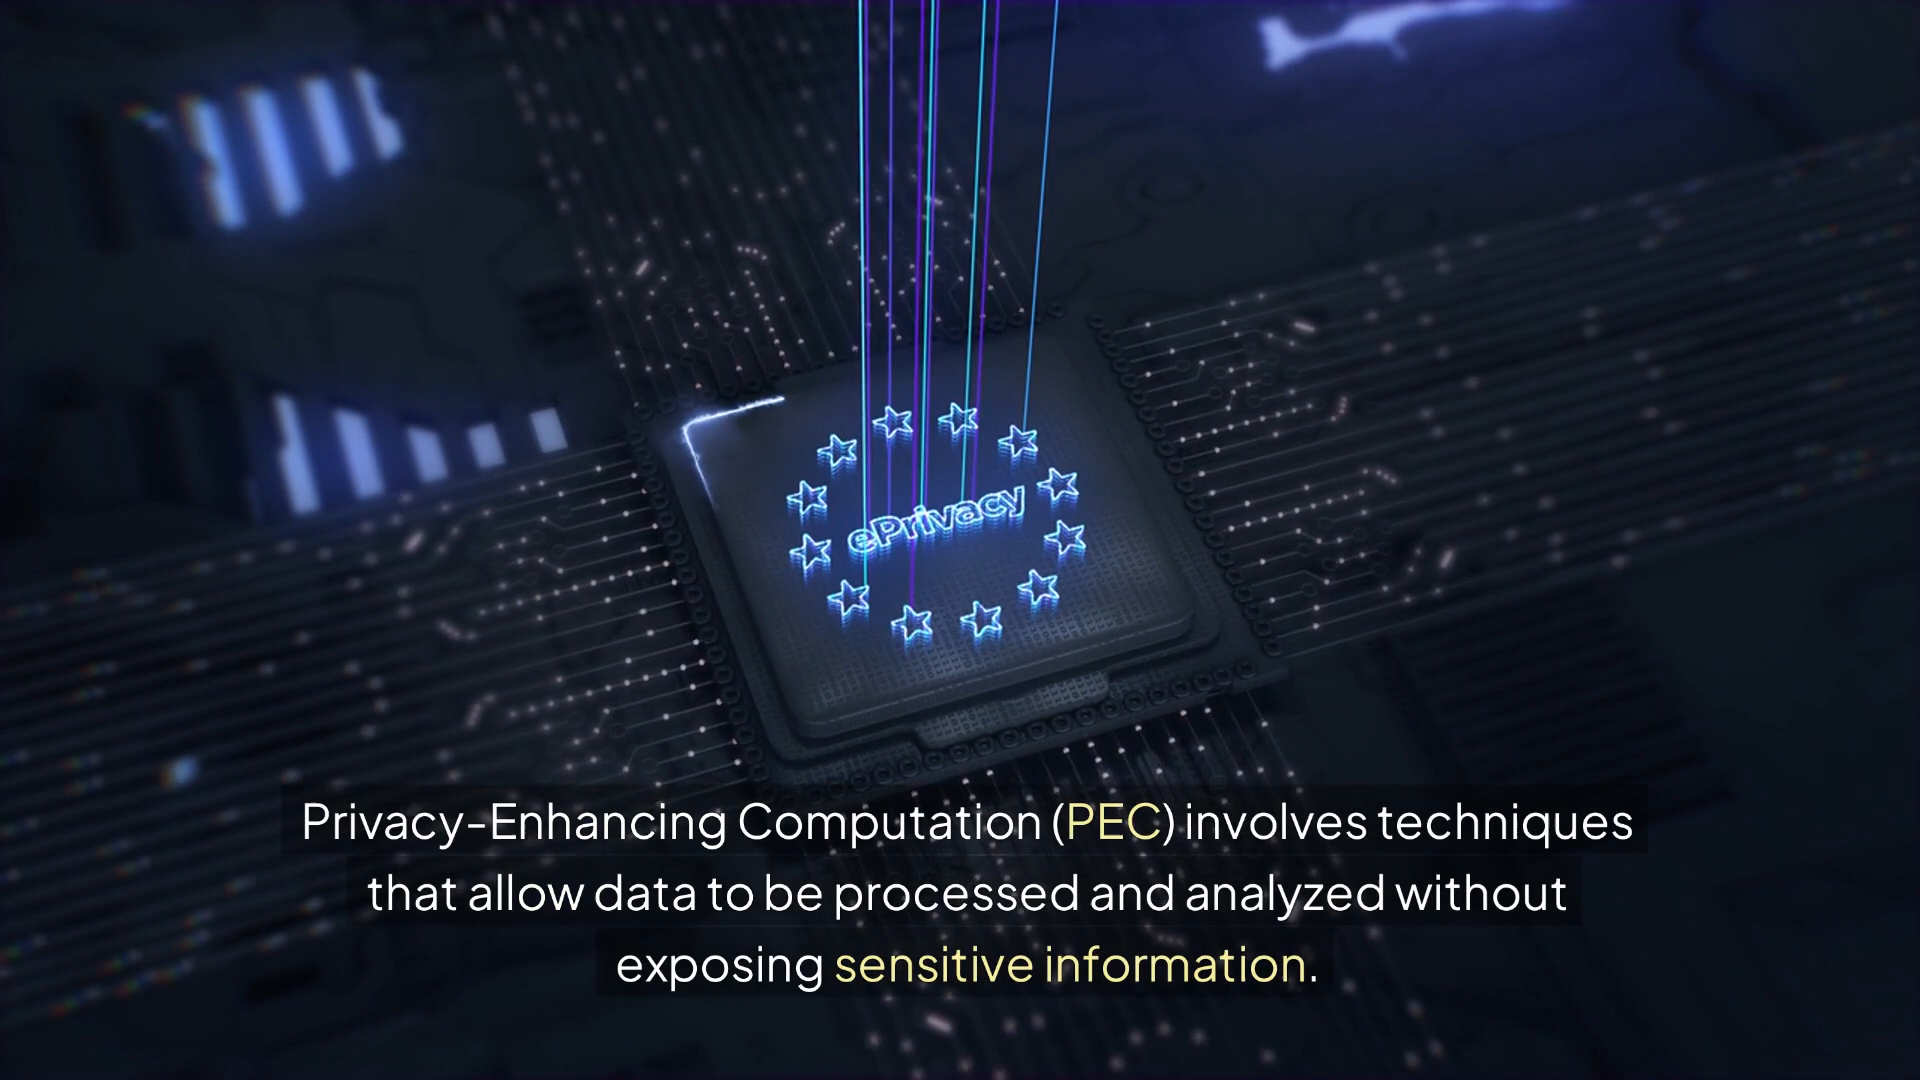 ePrivacy
Privacy-Enhancing Computation (PEC) involves techniques
that allow data to be processed and analyzed without
exposing sensitive information.